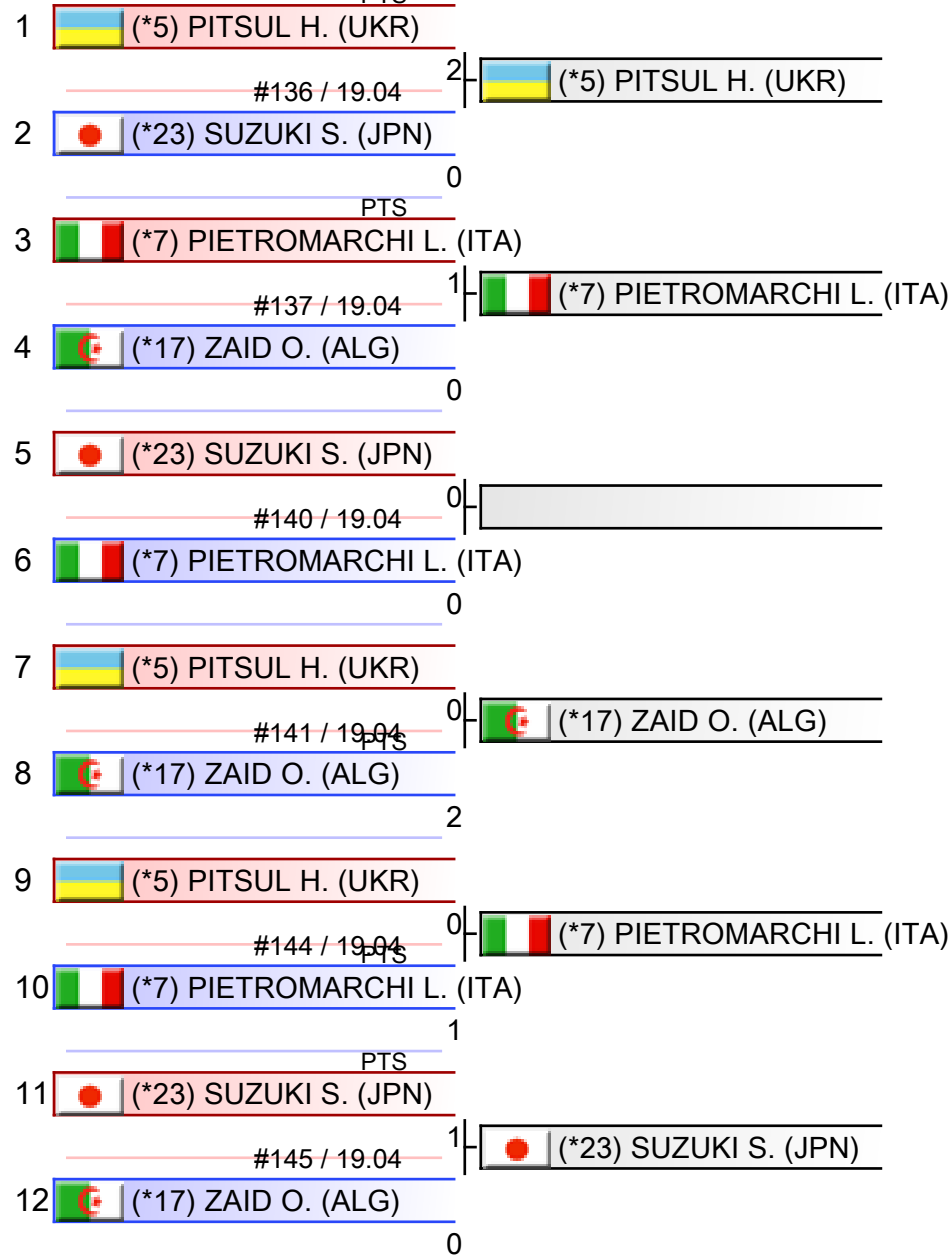 PTS
1 (*5) PITSUL H. (UKR)
2 (*5) PITSUL H. (UKR)
#136 / 19.04
2 (*23) SUZUKI S. (JPN)
0
PTS
3 (*7) PIETROMARCHI L. (ITA)
1 (*7) PIETROMARCHI L. (ITA)
#137 / 19.04
4 (*17) ZAID O. (ALG)
0
5 (*23) SUZUKI S. (JPN)
0
#140 / 19.04
6 (*7) PIETROMARCHI L. (ITA)
0
7 (*5) PITSUL H. (UKR)
0 (*17) ZAID O. (ALG)
#141 / 19.04
PTS
8 (*17) ZAID O. (ALG)
2
9 (*5) PITSUL H. (UKR)
0 (*7) PIETROMARCHI L. (ITA)
#144 / 19.04
PTS
10 (*7) PIETROMARCHI L. (ITA)
1
PTS
11 (*23) SUZUKI S. (JPN)
1 (*23) SUZUKI S. (JPN)
#145 / 19.04
12 (*17) ZAID O. (ALG)
0